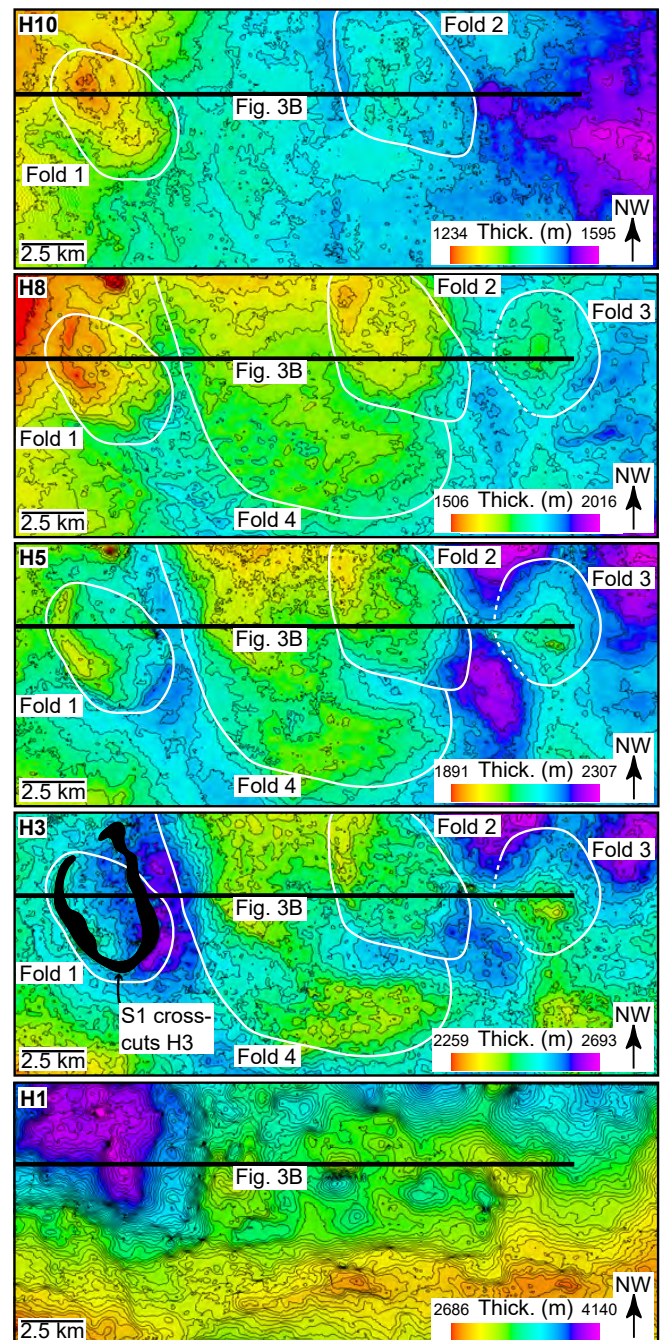 H10
Fold 2
Fig. 3B
Fold 1
NW
1234 Thick. (m) 1595
2.5 km
H8
Fold 2
Fold 3
Fig. 3B
Fold 1
NW
1506 Thick. (m) 2016
2.5 km
Fold 4
H5
Fold 2
Fold 3
Fig. 3B
Fold 1
NW
1891 Thick. (m) 2307
2.5 km
Fold 4
H3
Fold 2
Fold 3
Fig. 3B
Fold 1
S1 cross-
cuts H3
NW
2259 Thick. (m) 2693
2.5 km
Fold 4
H1
Fig. 3B
NW
2686 Thick. (m) 4140
2.5 km